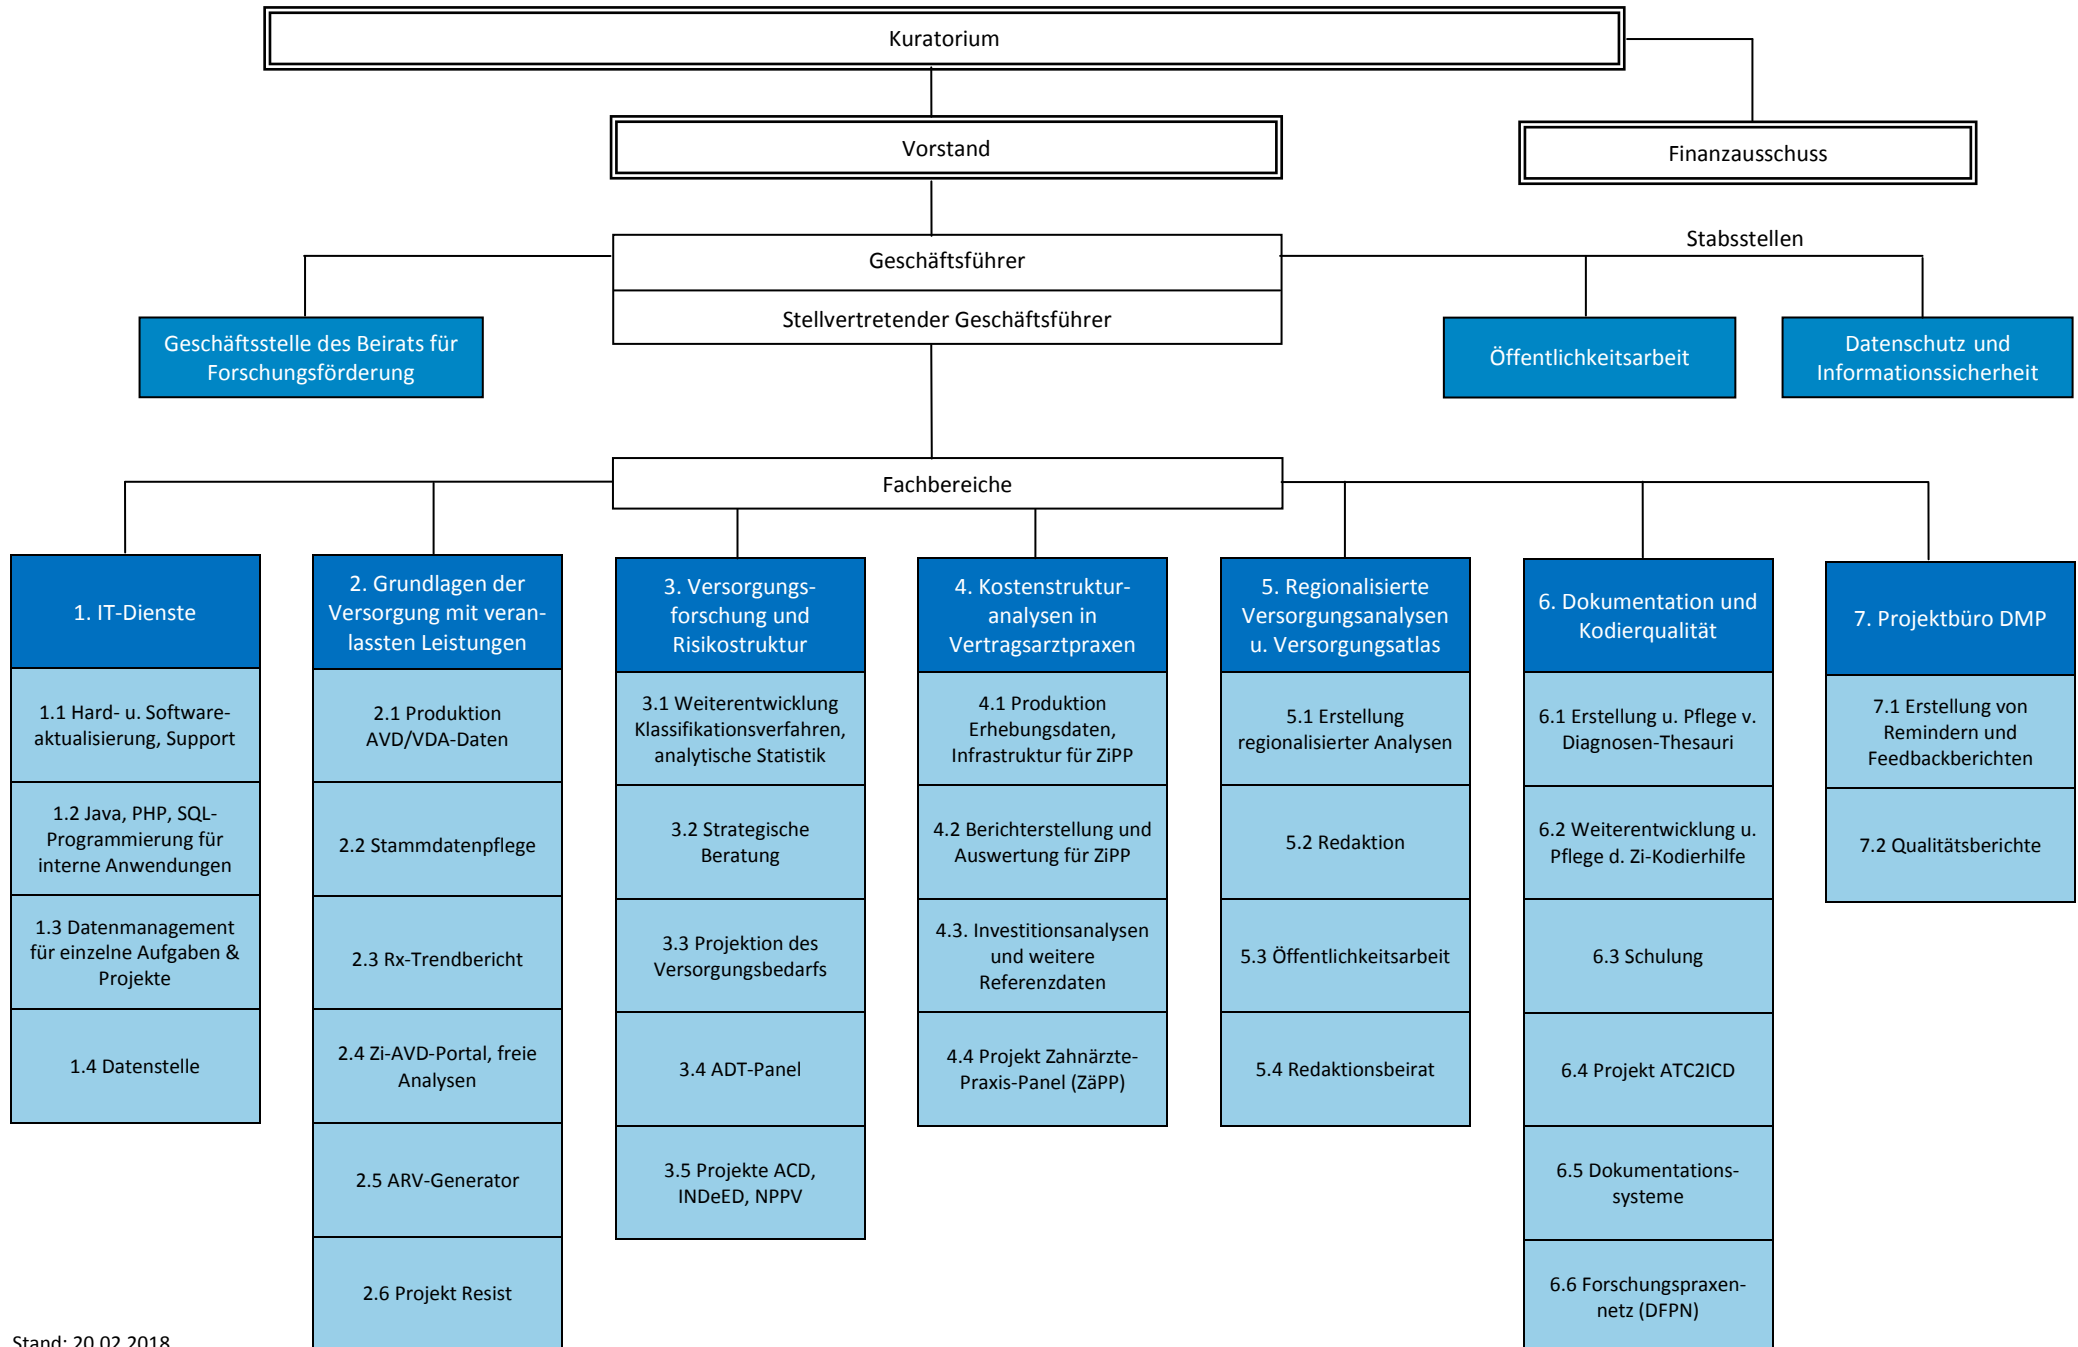 Kuratorium
Vorstand
Finanzausschuss
Stabsstellen
Geschäftsführer
Stellvertretender Geschäftsführer
Geschäftsstelle des Beirats für
Forschungsförderung
Öffentlichkeitsarbeit
Datenschutz und
Informationssicherheit
Fachbereiche
1. IT-Dienste
1.1 Hard- u. Software-
aktualisierung, Support
1.2 Java, PHP, SQL-
Programmierung für
interne Anwendungen
1.3 Datenmanagement
für einzelne Aufgaben &
Projekte
1.4 Datenstelle
2. Grundlagen der
Versorgung mit veran-
lassten Leistungen
2.1 Produktion
AVD/VDA-Daten
2.2 Stammdatenpflege
2.3 Rx-Trendbericht
2.4 Zi-AVD-Portal, freie
Analysen
2.5 ARV-Generator
2.6 Projekt Resist
3. Versorgungs-
forschung und
Risikostruktur
3.1 Weiterentwicklung
Klassifikationsverfahren,
analytische Statistik
3.2 Strategische
Beratung
3.3 Projektion des
Versorgungsbedarfs
3.4 ADT-Panel
3.5 Projekte ACD,
INDeED, NPPV
4. Kostenstruktur-
analysen in
Vertragsarztpraxen
4.1 Produktion
Erhebungsdaten,
Infrastruktur für ZiPP
4.2 Berichterstellung und
Auswertung für ZiPP
4.3. Investitionsanalysen
und weitere
Referenzdaten
4.4 Projekt Zahnärzte-
Praxis-Panel (ZäPP)
5. Regionalisierte
Versorgungsanalysen
u. Versorgungsatlas
5.1 Erstellung
regionalisierter Analysen
5.2 Redaktion
5.3 Öffentlichkeitsarbeit
5.4 Redaktionsbeirat
6. Dokumentation und
Kodierqualität
6.1 Erstellung u. Pflege v.
Diagnosen-Thesauri
6.2 Weiterentwicklung u.
Pflege d. Zi-Kodierhilfe
6.3 Schulung
6.4 Projekt ATC2ICD
6.5 Dokumentations-
systeme
6.6 Forschungspraxen-
netz (DFPN)
7. Projektbüro DMP
7.1 Erstellung von
Remindern und
Feedbackberichten
7.2 Qualitätsberichte
Stand: 20.02.2018